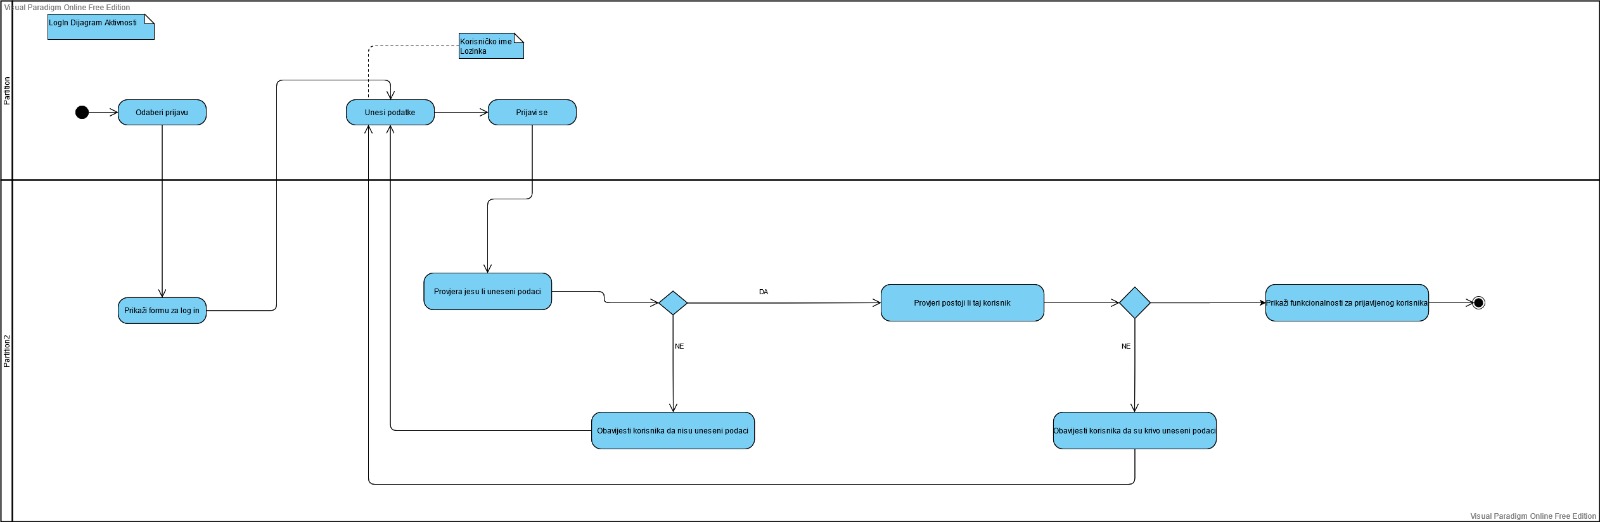 Visual Paradigm Online Free Edition
LogIn Dijagram Aktivnosti
Korisničko ime
Lozinka
Partition
Odaberi prijavu
Unesi podatke
Prijavi se
Partition2
Prikaži formu za log in
Provjera jesu li uneseni podaci
DA
Provjeri postoji li taj korisnik
Prikaži funkcionalnosti za prijavljenog korisnika
NE
NE
Obavijesti korisnika da nisu uneseni podaci
Obavijesti korisnika da su krivo uneseni podaci
Visual Paradigm Online Free Edition